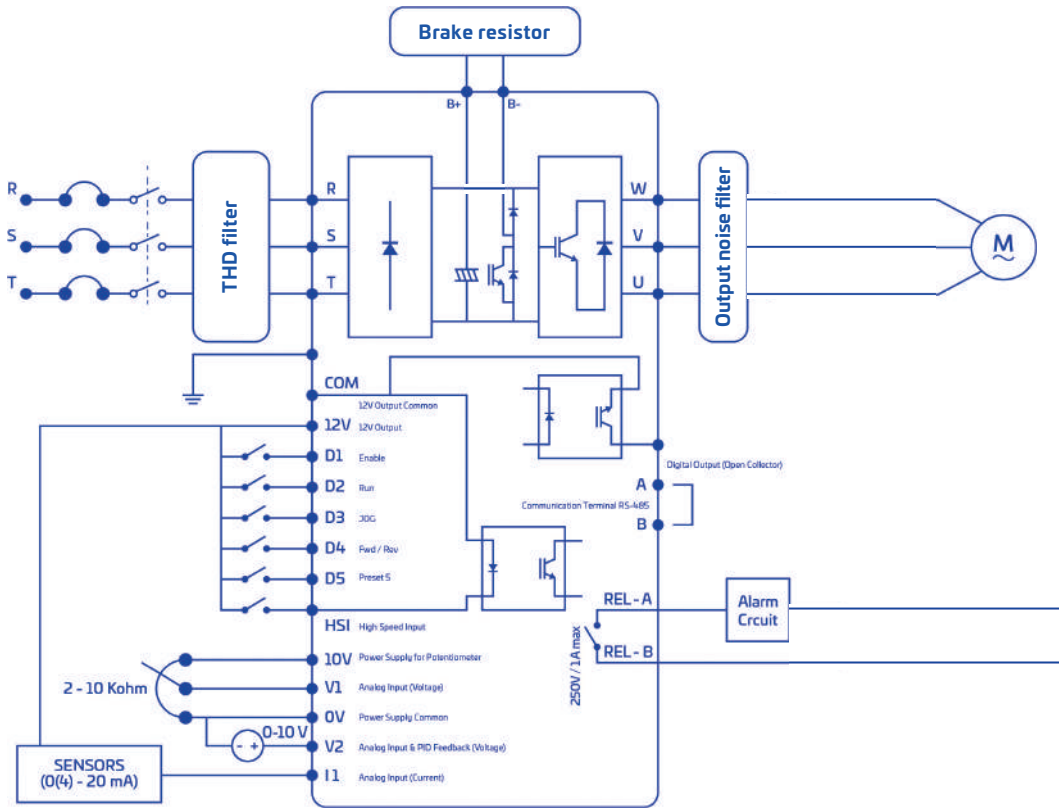 Brake resistor
B+
B-
R
S
T
THD filter
R
S
T
W
V
U
Output noise filter
M
~
COM
12V Output Common
12V
12V Output
D1
Enable
D2
Run
D3
JOG
D4
Fwd / Rev
D5
Preset 5
HSI
High Speed Input
Digital Output (Open Collector)
A
Communication Terminal RS-485
B
REL - A
REL - B
250V / 1A max
Alarm
Crcuit
2 - 10 Kohm
10V
Power Supply for Potentiometer
V1
Analog Input (Voltage)
0V
Power Supply Common
0-10 V
- +
V2
Analog Input & PID Feedback (Voltage)
I1
Analog Input (Current)
SENSORS
(0(4) - 20 mA)